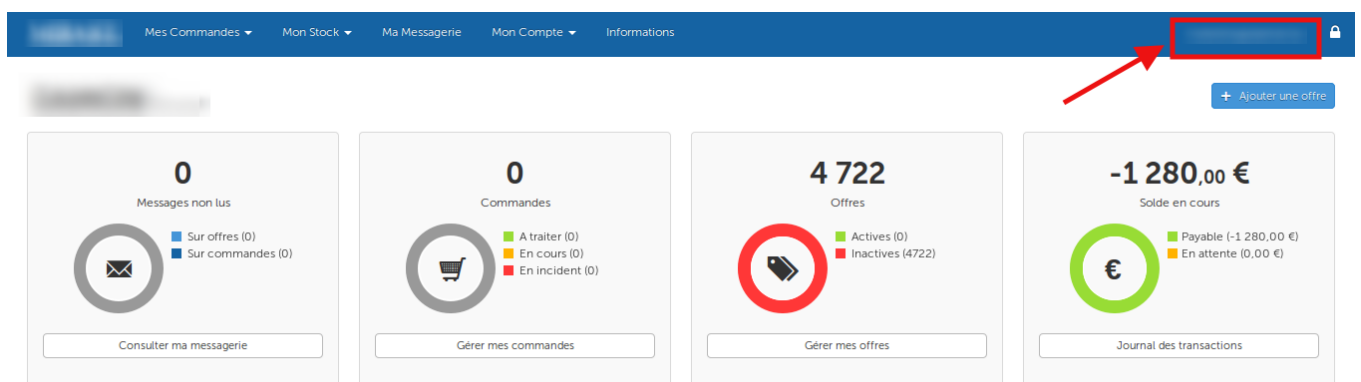 Mes Commandes Mon Stock Ma Messagerie Mon Compte Informations
+ Ajouter une offre
0
Messages non lus
Sur offres (0)
Sur commandes (0)
Consulter ma messagerie
0
Commandes
A traiter (0)
En cours (0)
En incident (0)
Gérer mes commandes
4 722
Offres
Actives (0)
Inactives (4722)
Gérer mes offres
-1 280,00 €
Solde en cours
€
Payable (-1 280,00 €)
En attente (0,00 €)
Journal des transactions